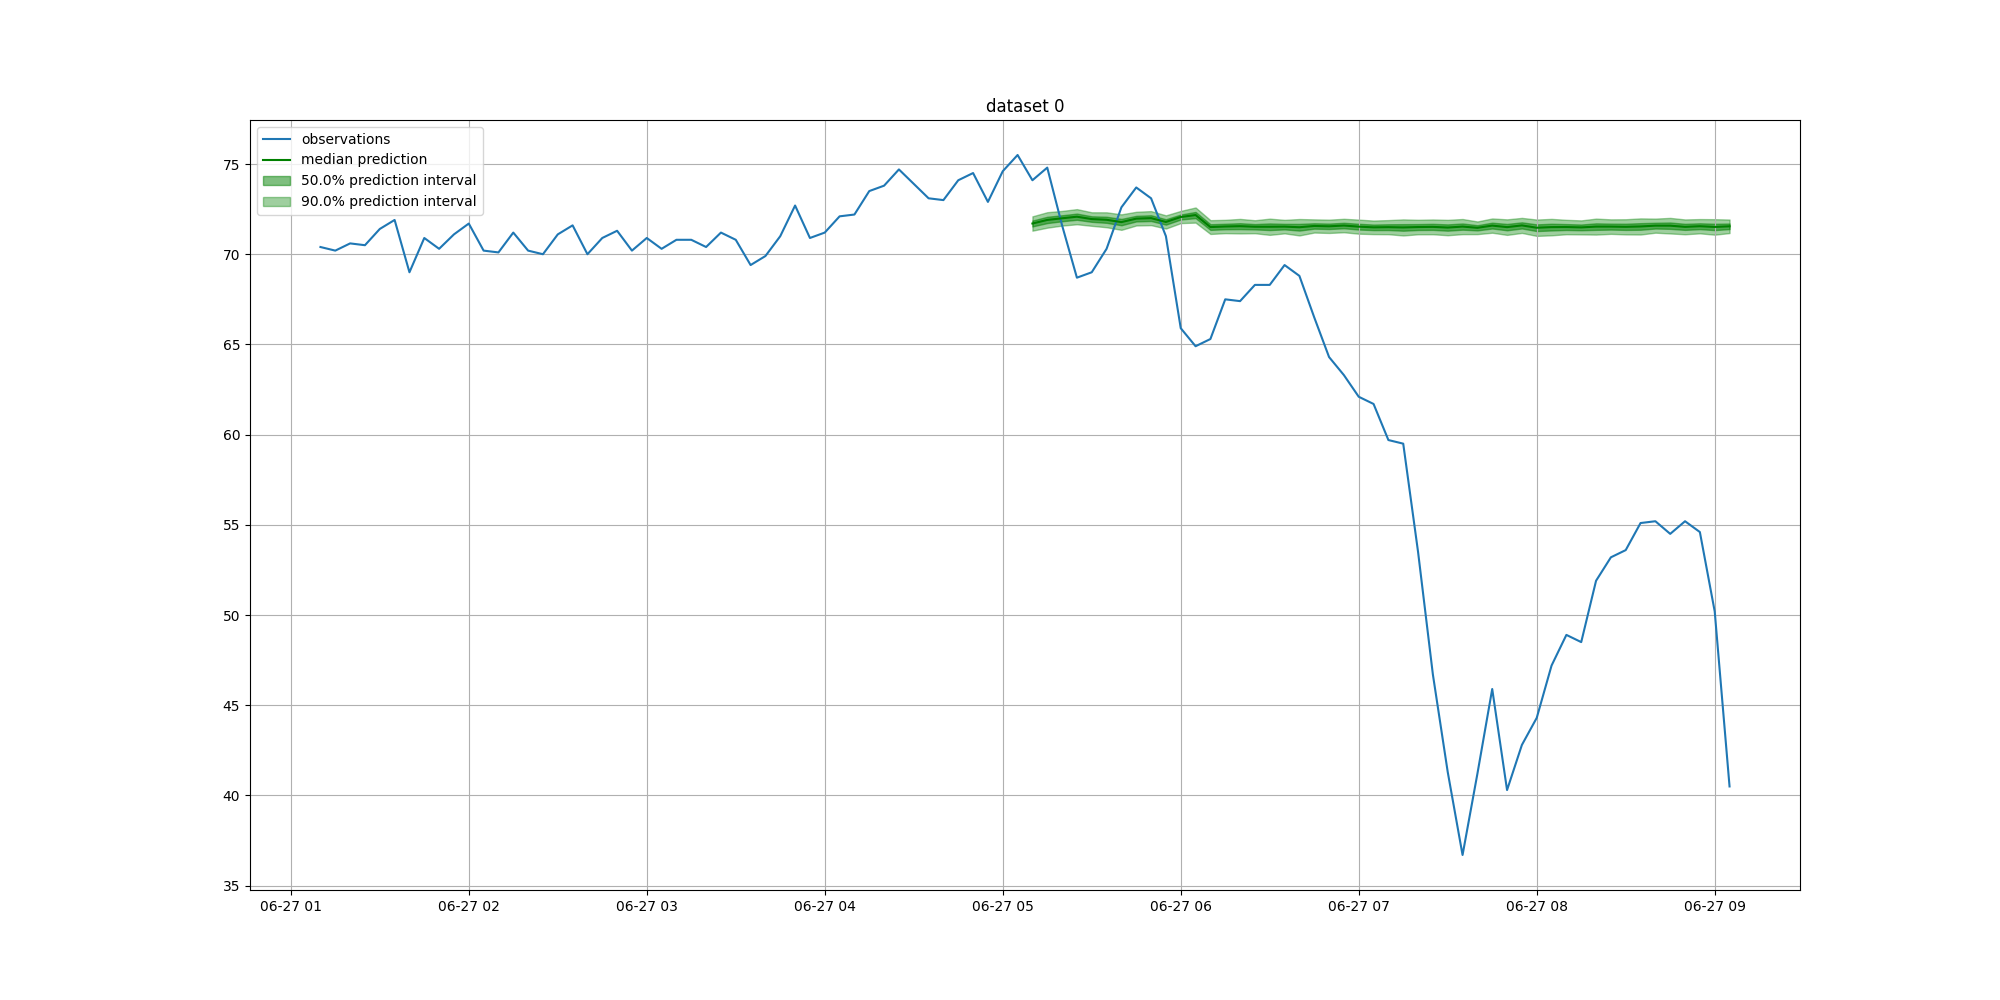 dataset 0
observations
median prediction
50.0% prediction interval
90.0% prediction interval
75
70
65
60
55
50
45
40
35
06-27 01 06-27 02 06-27 03 06-27 04 06-27 05 06-27 06 06-27 07 06-27 08 06-27 09